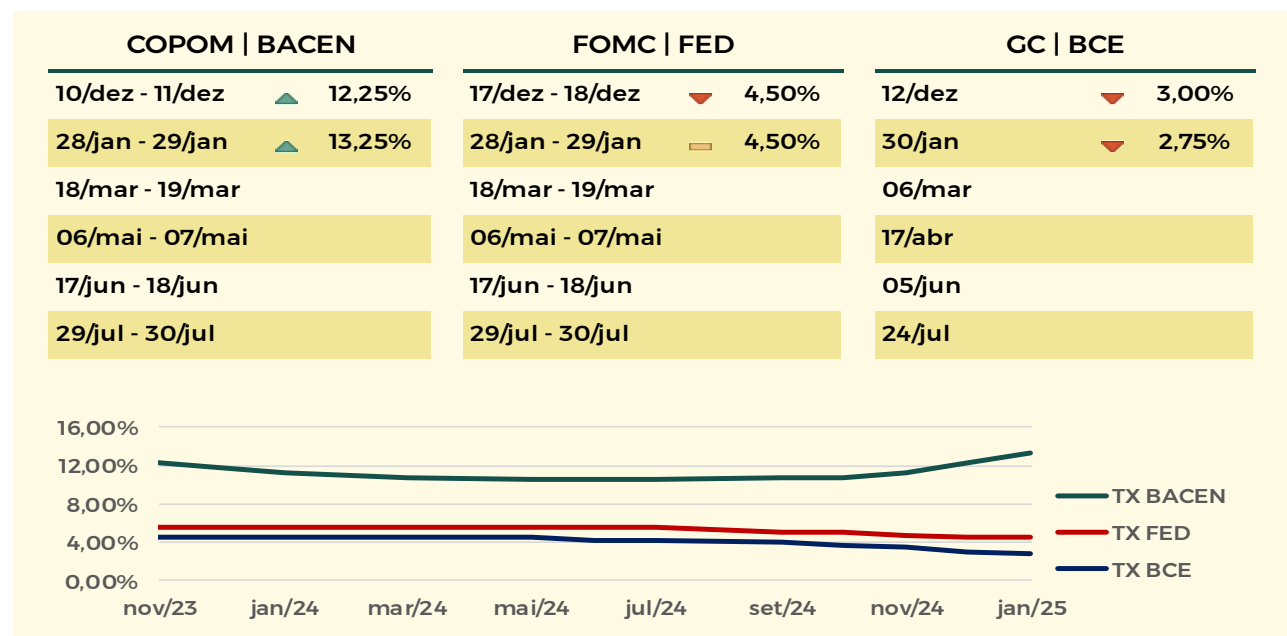 COPOM | BACEN
10/dez - 11/dez 12,25%
28/jan - 29/jan 13,25%
18/mar - 19/mar
06/mai - 07/mai
17/jun - 18/jun
29/jul - 30/jul
FOMC | FED
17/dez - 18/dez 4,50%
28/jan - 29/jan 4,50%
18/mar - 19/mar
06/mai - 07/mai
17/jun - 18/jun
29/jul - 30/jul
GC | BCE
12/dez 3,00%
30/jan 2,75%
06/mar
17/abr
05/jun
24/jul
16,00%
12,00%
8,00%
4,00%
0,00%
nov/23 jan/24 mar/24 mai/24 jul/24 set/24 nov/24 jan/25
TX BACEN
TX FED
TX BCE